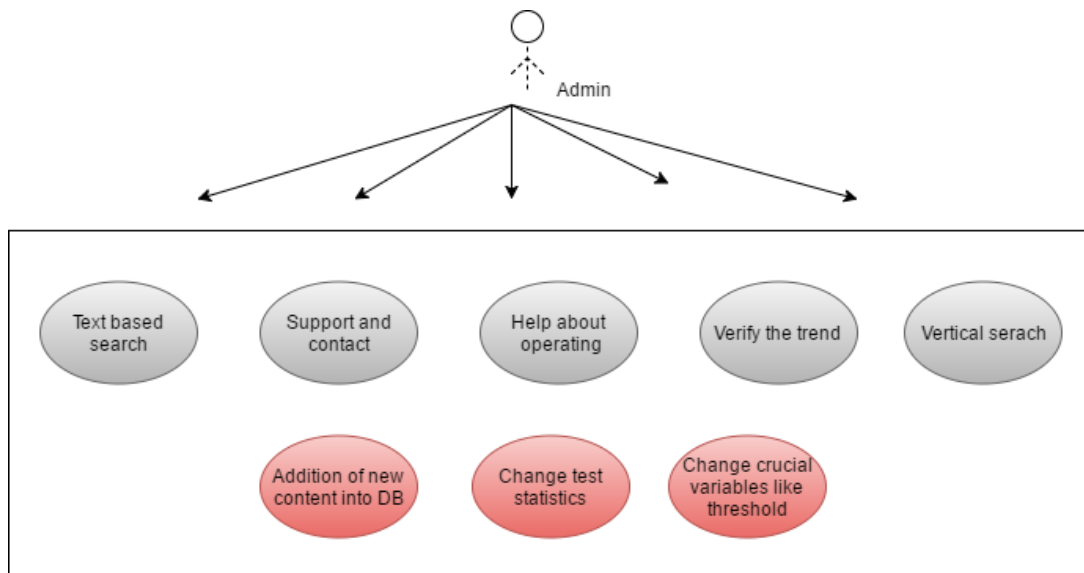 Admin
Text based
search
Support and
contact
Help about
operating
Verify the trend
Vertical serach
Addition of new
content into DB
Change test
statistics
Change crucial
variables like
threshold